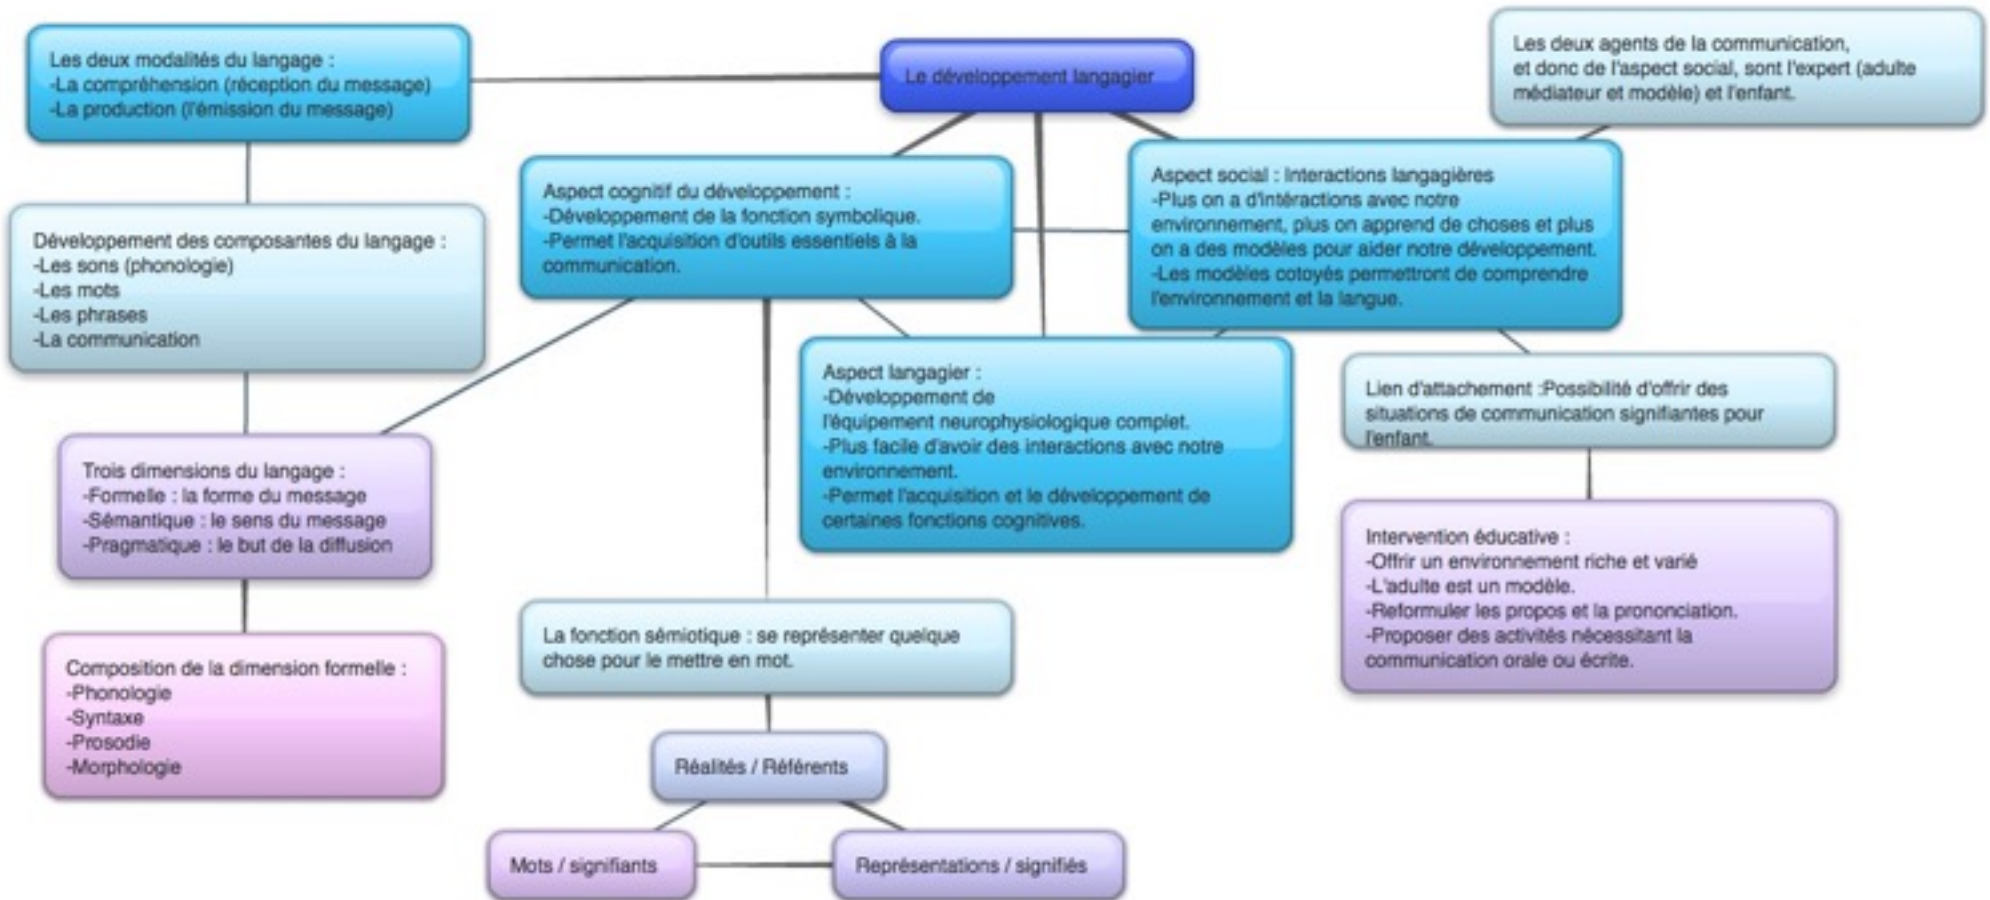 Les deux modalités du langage :
-La compréhension (réception du message)
-La production (l'émission du message)
Le développement langagier
Les deux agents de la communication,
et donc de l'aspect social, sont l'expert (adulte
médiateur et modèle) et l'enfant.
Aspect cognitif du développement :
-Développement de la fonction symbolique.
-Permet l'acquisition d'outils essentiels à la
communication.
Aspect social : Interactions langagières
-Plus on a d'intéractions avec notre
environnement, plus on apprend de choses et plus
on a des modèles pour aider notre développement.
-Les modèles cotoyés permettront de comprendre
l'environnement et la langue.
Développement des composantes du langage :
-Les sons (phonologie)
-Les mots
-Les phrases
-La communication
Aspect langagier :
-Développement de
l'équipement neurophysiologique complet.
-Plus facile d'avoir des interactions avec notre
environnement.
-Permet l'acquisition et le développement de
certaines fonctions cognitives.
Lien d'attachement :Possibilité d'offrir des
situations de communication signifiantes pour
l'enfant.
Trois dimensions du langage :
-Formelle : la forme du message
-Sémantique : le sens du message
-Pragmatique : le but de la diffusion
Intervention éducative :
-Offrir un environnement riche et varié
-L'adulte est un modèle.
-Reformuler les propos et la prononciation.
-Proposer des activités nécessitant la
communication orale ou écrite.
La fonction sémiotique : se représenter quelque
chose pour le mettre en mot.
Composition de la dimension formelle :
-Phonologie
-Syntaxe
-Prosodie
-Morphologie
Réalités / Référents
Mots / signifiants
Représentations / signifiés